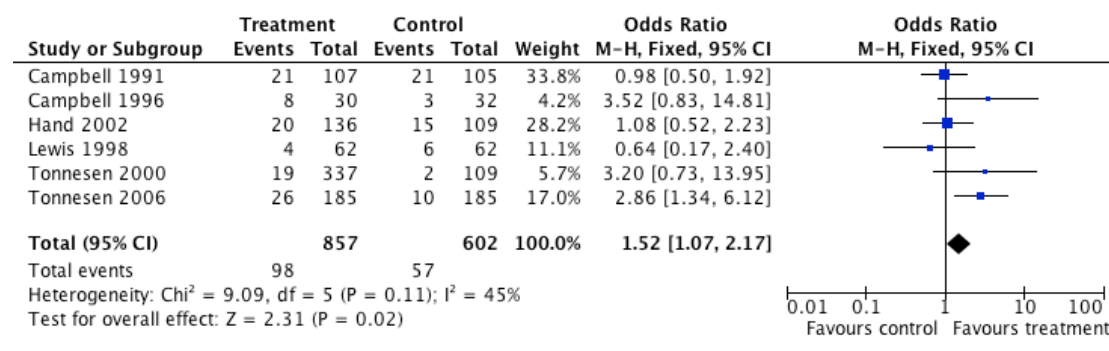 Treatment Control Odds Ratio Odds Ratio
Study or Subgroup Events Total Events Total Weight M-H, Fixed, 95% CI M-H, Fixed, 95% CI
Campbell 1991 21 107 21 105 33.8% 0.98 [0.50, 1.92]
Campbell 1996 8 30 3 32 4.2% 3.52 [0.83, 14.81]
Hand 2002 20 136 15 109 28.2% 1.08 [0.52, 2.23]
Lewis 1998 4 62 6 62 11.1% 0.64 [0.17, 2.40]
Tonnesen 2000 19 337 2 109 5.7% 3.20 [0.73, 13.95]
Tonnesen 2006 26 185 10 185 17.0% 2.86 [1.34, 6.12]
Total (95% CI) 857 602 100.0% 1.52 [1.07, 2.17]
Total events 98 57
Heterogeneity: Chi² = 9.09, df = 5 (P = 0.11); I² = 45%
Test for overall effect: Z = 2.31 (P = 0.02)
0.01 0.1 1 10 100
Favours control Favours treatment